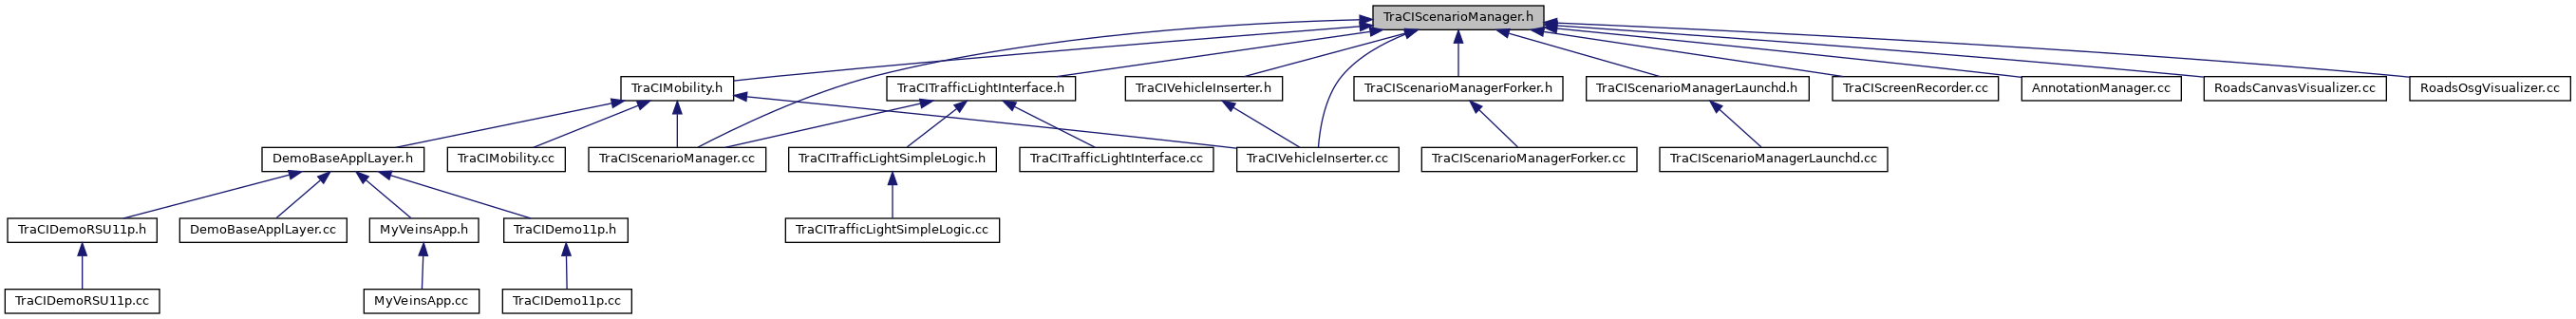 TraCIScenarioManager.h
TraCIMobility.h
TraCITrafficLightInterface.h
TraCIVehicleInserter.h
TraCIScenarioManagerForker.h
TraCIScenarioManagerLaunchd.h
TraCIScreenRecorder.cc
AnnotationManager.cc
RoadsCanvasVisualizer.cc
RoadsOsgVisualizer.cc
DemoBaseApplLayer.h
TraCIMobility.cc
TraCIScenarioManager.cc
TraCITrafficLightSimpleLogic.h
TraCITrafficLightInterface.cc
TraCIVehicleInserter.cc
TraCIScenarioManagerForker.cc
TraCIScenarioManagerLaunchd.cc
TraCIDemoRSU11p.h
DemoBaseApplLayer.cc
MyVeinsApp.h
TraCIDemo11p.h
TraCITrafficLightSimpleLogic.cc
TraCIDemoRSU11p.cc
MyVeinsApp.cc
TraCIDemo11p.cc